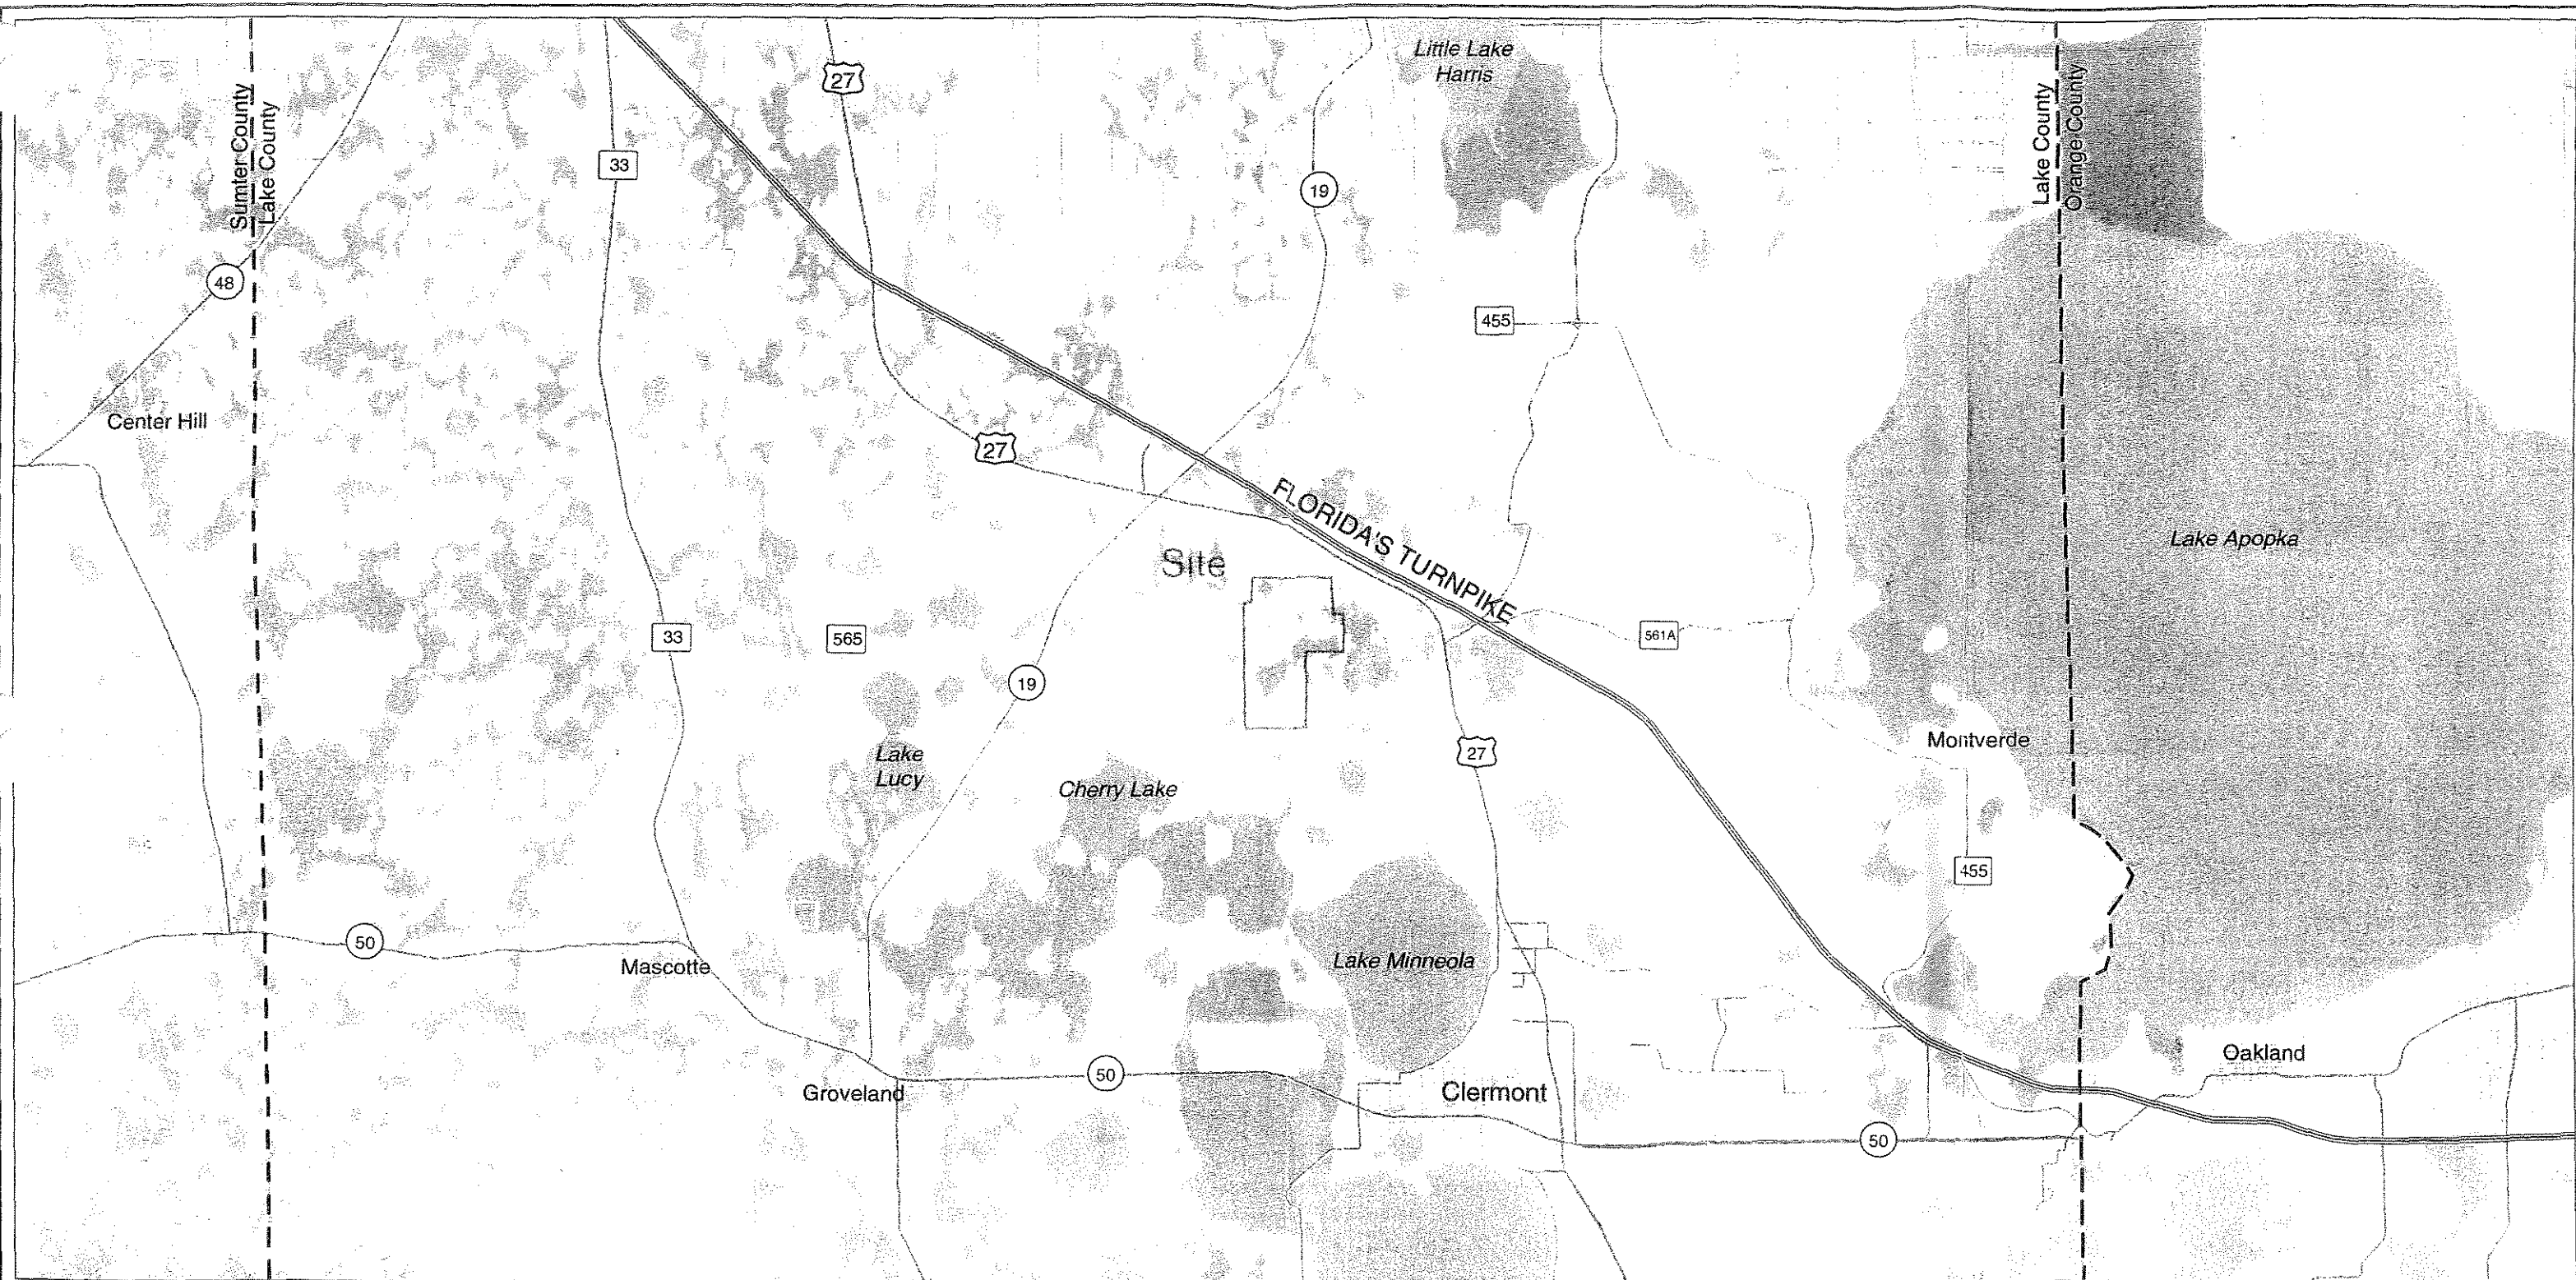 Little Lake
Harris
27
Sumter County
Lake County
Lake County
Orange County
33
19
48
455
Center Hill
27
FLORIDA'S TURNPIKE
Lake Apopka
Site
33
565
561A
19
Montverde
27
Lake
Lucy
Cherry Lake
455
50
Mascotte
Lake Minneola
Oakland
50
Groveland
Clermont
50